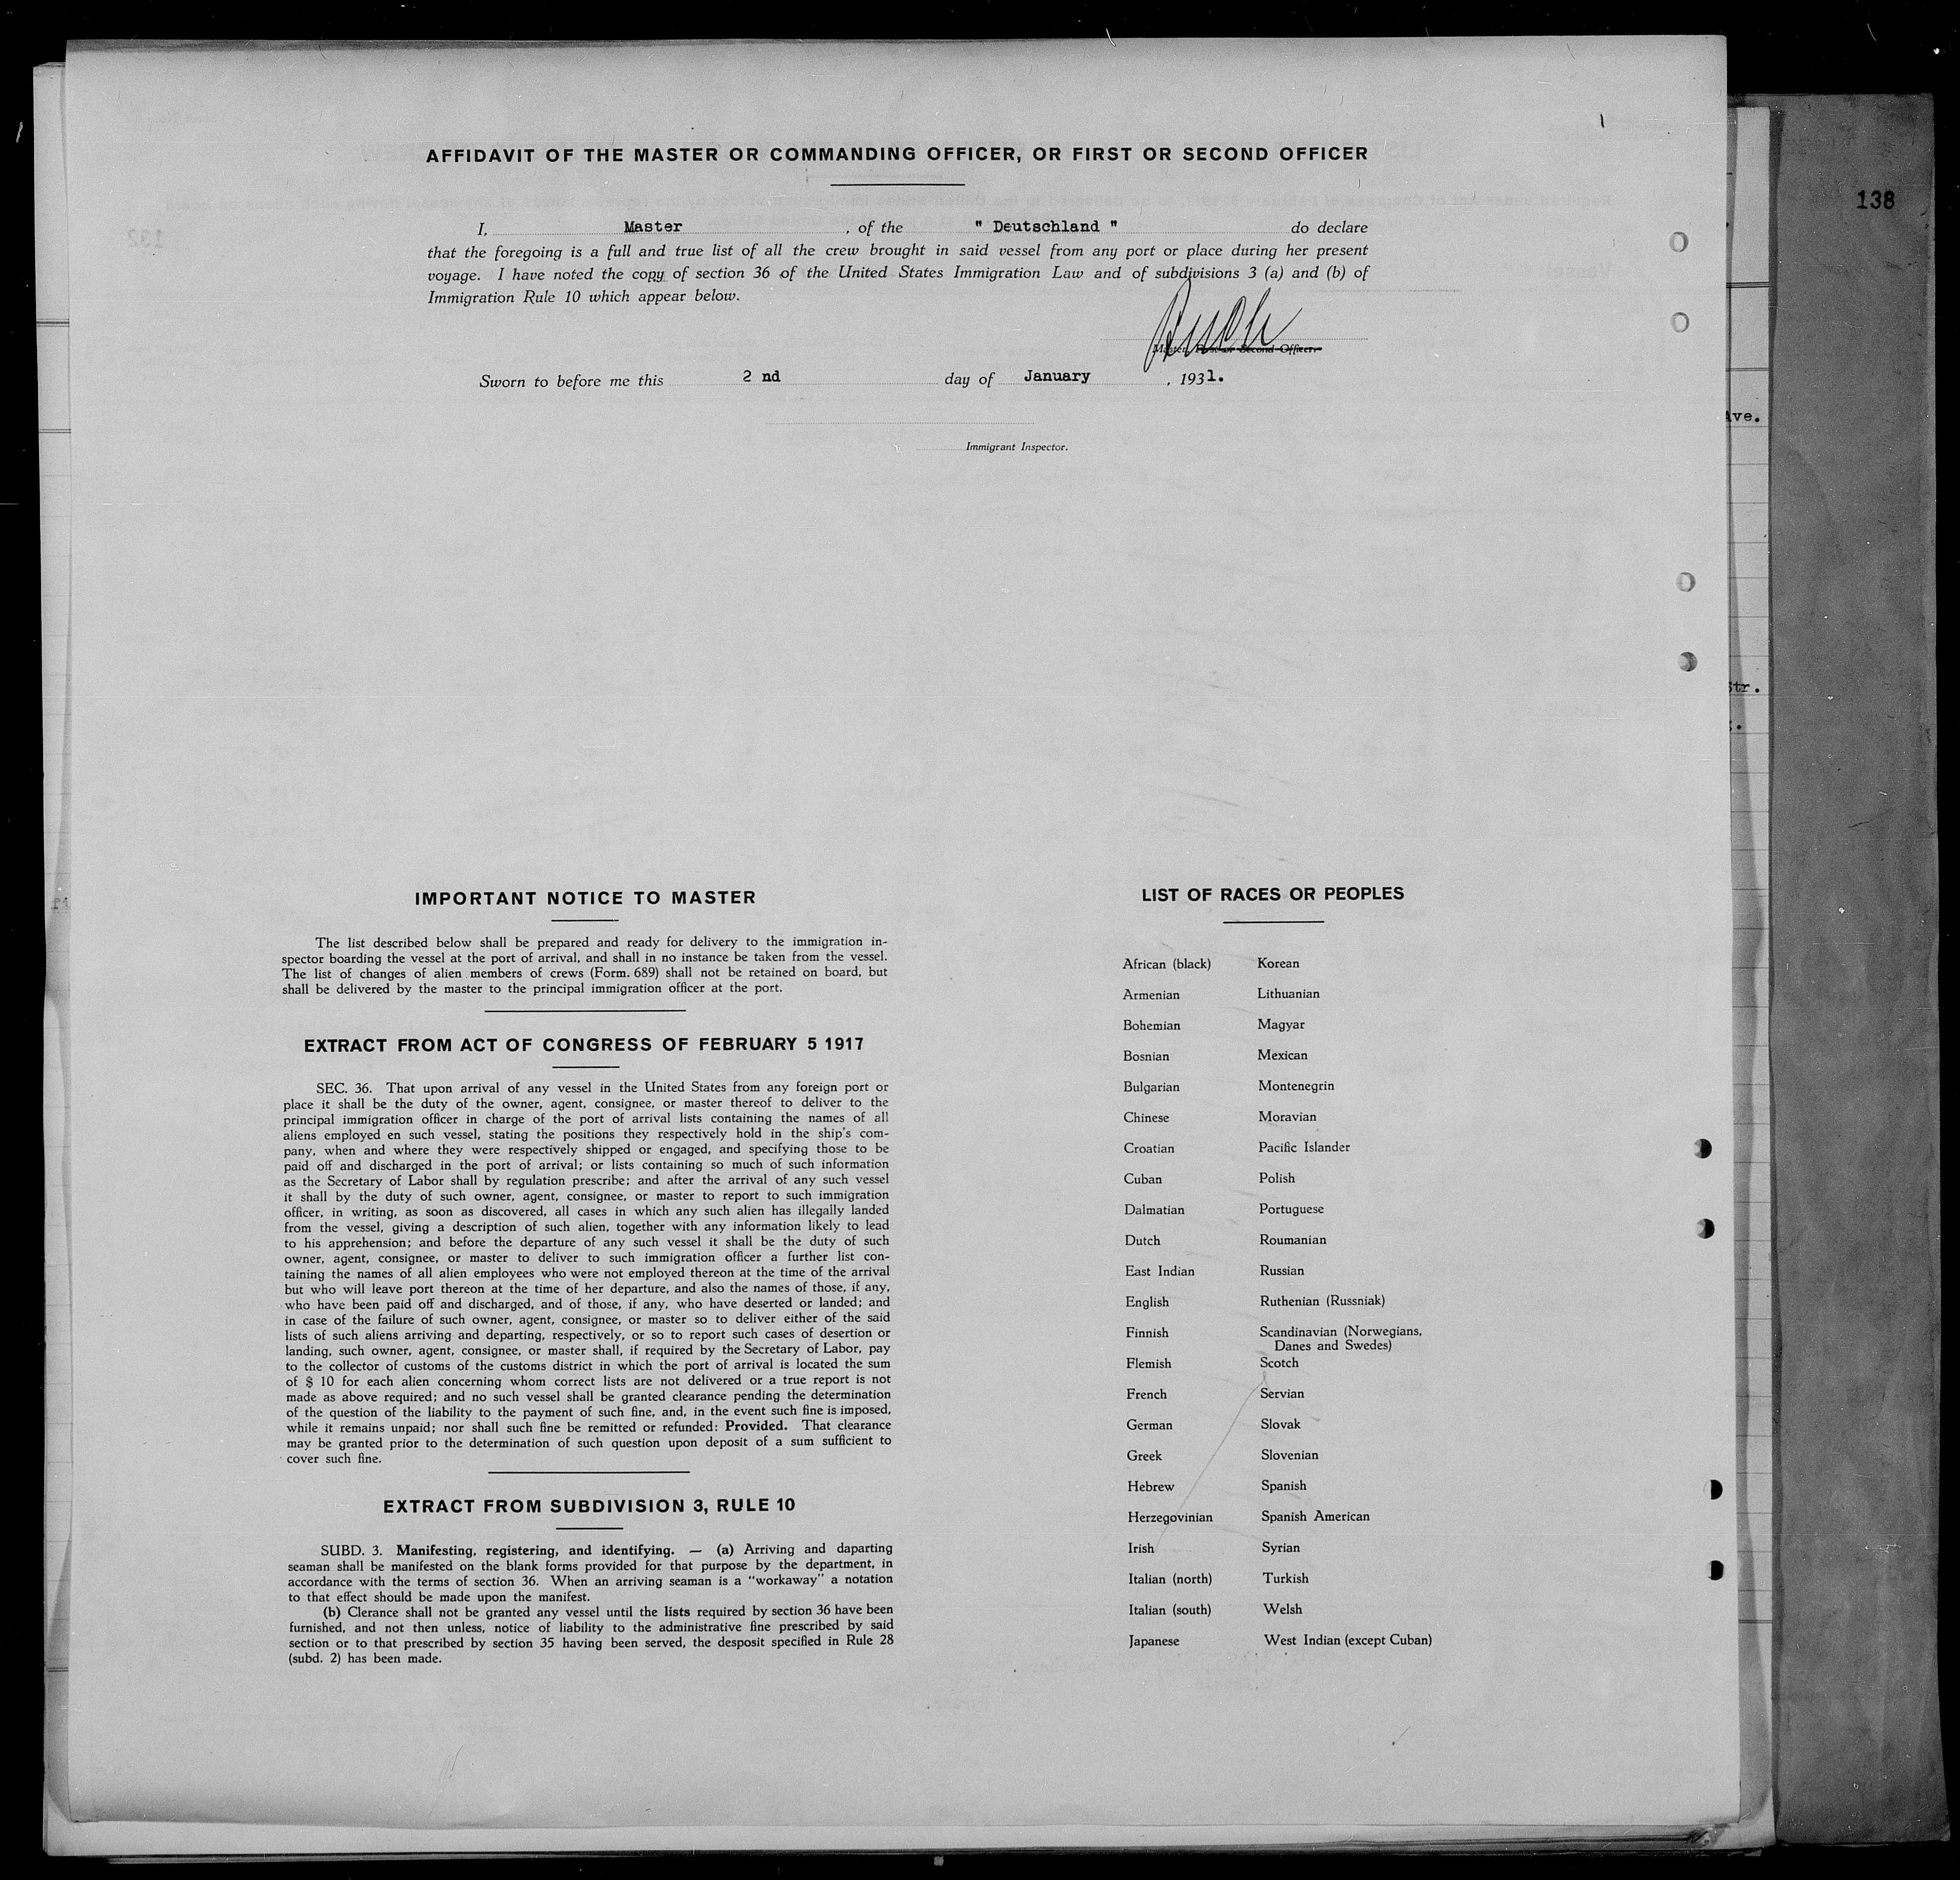 AFFIDAVIT OF THE MASTER OR COMMANDING OFFICER, OR FIRST OR SECOND OFFICER
138
I, Master, of the " Deutschland " do declare
that the foregoing is a full and true list of all the crew brought in said vessel from any port or place during her present
voyage. I have noted the copy of section 36 of the United States Immigration Law and of subdivisions 3 (a) and (b) of
Immigration Rule 10 which appear below.
Master, First or Second Officer.
Sworn to before me this 2 nd day of January, 1931.
Ave.
Immigrant Inspector.
Str.
IMPORTANT NOTICE TO MASTER
The list described below shall be prepared and ready for delivery to the immigration in-
spector boarding the vessel at the port of arrival, and shall in no instance be taken from the vessel.
The list of changes of alien members of crews (Form. 689) shall not be retained on board, but
shall be delivered by the master to the principal immigration officer at the port.
EXTRACT FROM ACT OF CONGRESS OF FEBRUARY 5 1917
SEC. 36. That upon arrival of any vessel in the United States from any foreign port or
place it shall be the duty of the owner, agent, consignee, or master thereof to deliver to the
principal immigration officer in charge of the port of arrival lists containing the names of all
aliens employed en such vessel, stating the positions they respectively hold in the ship's com-
pany, when and where they were respectively shipped or engaged, and specifying those to be
paid off and discharged in the port of arrival; or lists containing so much of such information
as the Secretary of Labor shall by regulation prescribe; and after the arrival of any such vessel
it shall by the duty of such owner, agent, consignee, or master to report to such immigration
officer, in writing, as soon as discovered, all cases in which any such alien has illegally landed
from the vessel, giving a description of such alien, together with any information likely to lead
to his apprehension; and before the departure of any such vessel it shall be the duty of such
owner, agent, consignee, or master to deliver to such immigration officer a further list con-
taining the names of all alien employees who were not employed thereon at the time of the arrival
but who will leave port thereon at the time of her departure, and also the names of those, if any,
who have been paid off and discharged, and of those, if any, who have deserted or landed; and
in case of the failure of such owner, agent, consignee, or master so to deliver either of the said
lists of such aliens arriving and departing, respectively, or so to report such cases of desertion or
landing, such owner, agent, consignee, or master shall, if required by the Secretary of Labor, pay
to the collector of customs of the customs district in which the port of arrival is located the sum
of $ 10 for each alien concerning whom correct lists are not delivered or a true report is not
made as above required; and no such vessel shall be granted clearance pending the determination
of the question of the liability to the payment of such fine, and, in the event such fine is imposed,
while it remains unpaid; nor shall such fine be remitted or refunded: Provided. That clearance
may be granted prior to the determination of such question upon deposit of a sum sufficient to
cover such fine.
EXTRACT FROM SUBDIVISION 3, RULE 10
SUBD. 3. Manifesting, registering, and identifying. — (a) Arriving and daparting
seaman shall be manifested on the blank forms provided for that purpose by the department, in
accordance with the terms of section 36. When an arriving seaman is a "workaway" a notation
to that effect should be made upon the manifest.
(b) Clerance shall not be granted any vessel until the lists required by section 36 have been
furnished, and not then unless, notice of liability to the administrative fine prescribed by said
section or to that prescribed by section 35 having been served, the desposit specified in Rule 28
(subd. 2) has been made.
LIST OF RACES OR PEOPLES
African (black) Korean
Armenian Lithuanian
Bohemian Magyar
Bosnian Mexican
Bulgarian Montenegrin
Chinese Moravian
Croatian Pacific Islander
Cuban Polish
Dalmatian Portuguese
Dutch Roumanian
East Indian Russian
English Ruthenian (Russniak)
Finnish Scandinavian (Norwegians,
Danes and Swedes)
Flemish Scotch
French Servian
German Slovak
Greek Slovenian
Hebrew Spanish
Herzegovinian Spanish American
Irish Syrian
Italian (north) Turkish
Italian (south) Welsh
Japanese West Indian (except Cuban)